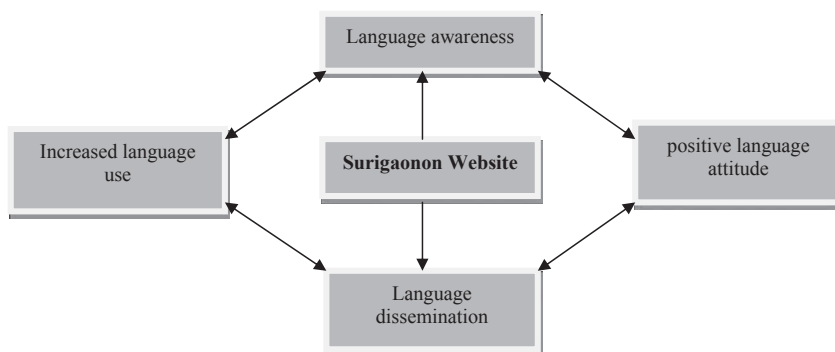 Language awareness
Increased language
use
Surigaonon Website
positive language
attitude
Language
dissemination